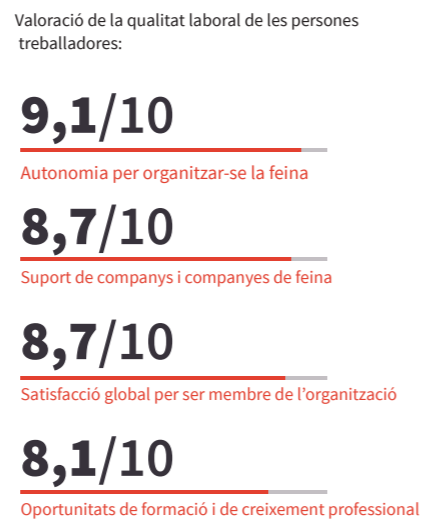 Valoració de la qualitat laboral de les persones
treballadores:
9,1/10
Autonomia per organitzar-se la feina
8,7/10
Suport de companys i companyes de feina
8,7/10
Satisfacció global per ser membre de l’organització
8,1/10
Oportunitats de formació i de creixement professional